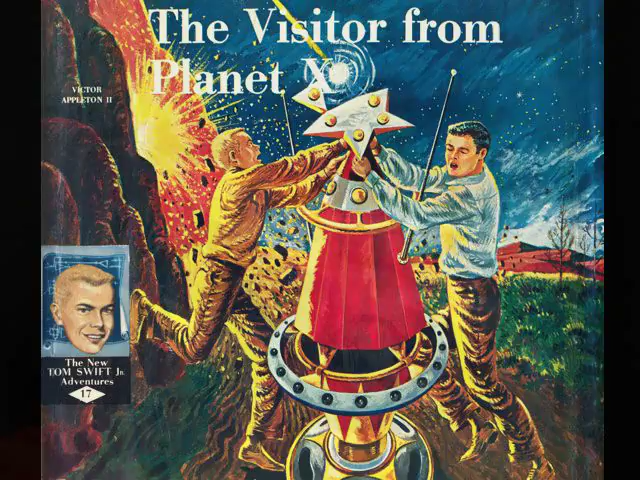 The Visitor from
Planet X
VICTOR
APPLETON II
The New
TOM SWIFT Jr.
Adventures
17